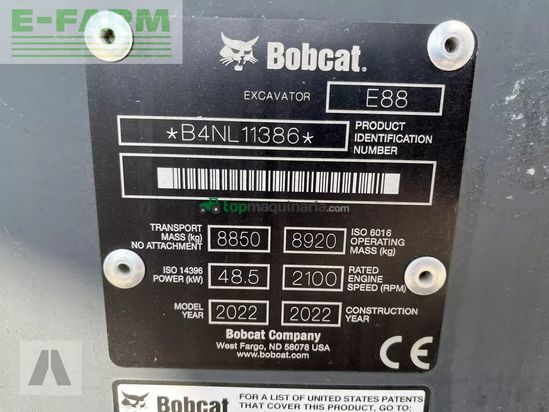 E-FARM
Bobcat.
EXCAVATOR E88
*B4NL11386* PRODUCT IDENTIFICATION NUMBER
topmaquinaria.com
TRANSPORT MASS (kg) NO ATTACHMENT 8850 8920 ISO 6016 OPERATING MASS (kg)
ISO 14396 POWER (kW) 48.5 2100 RATED ENGINE SPEED (RPM)
MODEL YEAR 2022 2022 CONSTRUCTION YEAR
Bobcat Company
West Fargo, ND 58078 USA
www.bobcat.com
CE
Bobcat
FOR A LIST OF UNITED STATES PATENTS
THAT COVER THIS PRODUCT, GO TO: